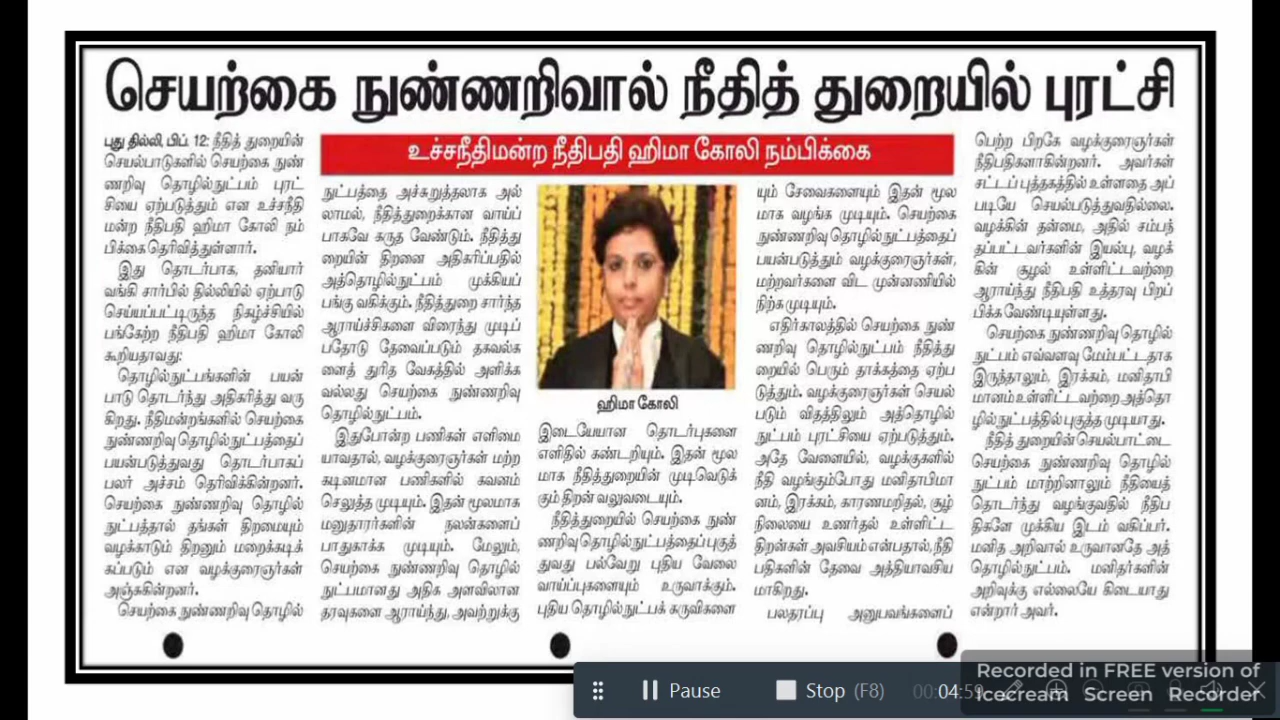 செயற்கை நுண்ணறிவால் நீதித் துறையில் புரட்சி
உச்சநீதிமன்ற நீதிபதி ஹிமா கோலி நம்பிக்கை
புது தில்லி, பிப். 12: நீதித் துறையின்
செயல்பாடுகளில் செயற்கை நுண்
ணறிவு தொழில்நுட்பம் புரட்
சியை ஏற்படுத்தும் என உச்சநீதி
மன்ற நீதிபதி ஹிமா கோலி நம்
பிக்கை தெரிவித்துள்ளார்.
இது தொடர்பாக, தனியார்
வங்கி சார்பில் தில்லியில் ஏற்பாடு
செய்யப்பட்டிருந்த நிகழ்ச்சியில்
பங்கேற்ற நீதிபதி ஹிமா கோலி
கூறியதாவது:
தொழில்நுட்பங்களின் பயன்
பாடு தொடர்ந்து அதிகரித்து வரு
கிறது. நீதிமன்றங்களில் செயற்கை
நுண்ணறிவு தொழில்நுட்பத்தைப்
பயன்படுத்துவது தொடர்பாகப்
பலர் அச்சம் தெரிவிக்கின்றனர்.
செயற்கை நுண்ணறிவு தொழில்
நுட்பத்தால் தங்கள் திறமையும்
வழக்காடும் திறனும் மறைக்கடிக்
கப்படும் என வழக்குரைஞர்கள்
அஞ்சுகின்றனர்.
செயற்கை நுண்ணறிவு தொழில்
நுட்பத்தை அச்சுறுத்தலாக அல்
லாமல், நீதித்துறைக்கான வாய்ப்
பாகவே கருத வேண்டும். நீதித்து
றையின் திறனை அதிகரிப்பதில்
அத்தொழில்நுட்பம் முக்கியப்
பங்கு வகிக்கும். நீதித்துறை சார்ந்த
ஆராய்ச்சிகளை விரைந்து முடிப்
பதோடு தேவைப்படும் தகவல்க
ளைத் துரித வேகத்தில் அளிக்க
வல்லது செயற்கை நுண்ணறிவு
தொழில்நுட்பம்.
இதுபோன்ற பணிகள் எளிமை
யாவதால், வழக்குரைஞர்கள் மற்ற
கடினமான பணிகளில் கவனம்
செலுத்த முடியும். இதன் மூலமாக
மனுதாரர்களின் நலன்களைப்
பாதுகாக்க முடியும். மேலும்,
செயற்கை நுண்ணறிவு தொழில்
நுட்பமானது அதிக அளவிலான
தரவுகளை ஆராய்ந்து, அவற்றுக்கு
ஹிமா கோலி
இடையேயான தொடர்புகளை
எளிதில் கண்டறியும். இதன் மூல
மாக நீதித்துறையின் முடிவெடுக்
கும் திறன் வலுவடையும்.
நீதித்துறையில் செயற்கை நுண்
ணறிவு தொழில்நுட்பத்தைப் புகுத்
துவது பல்வேறு புதிய வேலை
வாய்ப்புகளையும் உருவாக்கும்.
புதிய தொழில்நுட்பக் கருவிகளை
யும் சேவைகளையும் இதன் மூல
மாக வழங்க முடியும். செயற்கை
நுண்ணறிவு தொழில்நுட்பத்தைப்
பயன்படுத்தும் வழக்குரைஞர்கள்,
மற்றவர்களை விட முன்னணியில்
நிற்க முடியும்.
எதிர்காலத்தில் செயற்கை நுண்
ணறிவு தொழில்நுட்பம் நீதித்து
றையில் பெரும் தாக்கத்தை ஏற்ப
டுத்தும். வழக்குரைஞர்கள் செயல்
படும் விதத்திலும் அத்தொழில்
நுட்பம் புரட்சியை ஏற்படுத்தும்.
அதே வேளையில், வழக்குகளில்
நீதி வழங்கும்போது மனிதாபிமா
னம், இரக்கம், காரணமறிதல், சூழ்
நிலையை உணர்தல் உள்ளிட்ட
திறன்கள் அவசியம் என்பதால், நீதி
பதிகளின் தேவை அத்தியாவசிய
மாகிறது.
பலதரப்பு அனுபவங்களைப்
பெற்ற பிறகே வழக்குரைஞர்கள்
நீதிபதிகளாகின்றனர். அவர்கள்
சட்டப் புத்தகத்தில் உள்ளதை அப்
படியே செயல்படுத்துவதில்லை.
வழக்கின் தன்மை, அதில் சம்பந்
தப்பட்டவர்களின் இயல்பு, வழக்
கின் சூழல் உள்ளிட்டவற்றை
ஆராய்ந்து நீதிபதி உத்தரவு பிறப்
பிக்க வேண்டியுள்ளது.
செயற்கை நுண்ணறிவு தொழில்
நுட்பம் எவ்வளவு மேம்பட்டதாக
இருந்தாலும், இரக்கம், மனிதாபி
மானம் உள்ளிட்டவற்றை அத்தொ
ழில்நுட்பத்தில் புகுத்த முடியாது.
நீதித் துறையின் செயல்பாட்டை
செயற்கை நுண்ணறிவு தொழில்
நுட்பம் மாற்றினாலும் நீதியைத்
தொடர்ந்து வழங்குவதில் நீதிப
திகளே முக்கிய இடம் வகிப்பர்.
மனித அறிவால் உருவானதே அத்
தொழில்நுட்பம். மனிதர்களின்
அறிவுக்கு எல்லையே கிடையாது
என்றார் அவர்.
Pause
Stop (F8)
00:04:59
Recorded in FREE version of
Icecream Screen Recorder